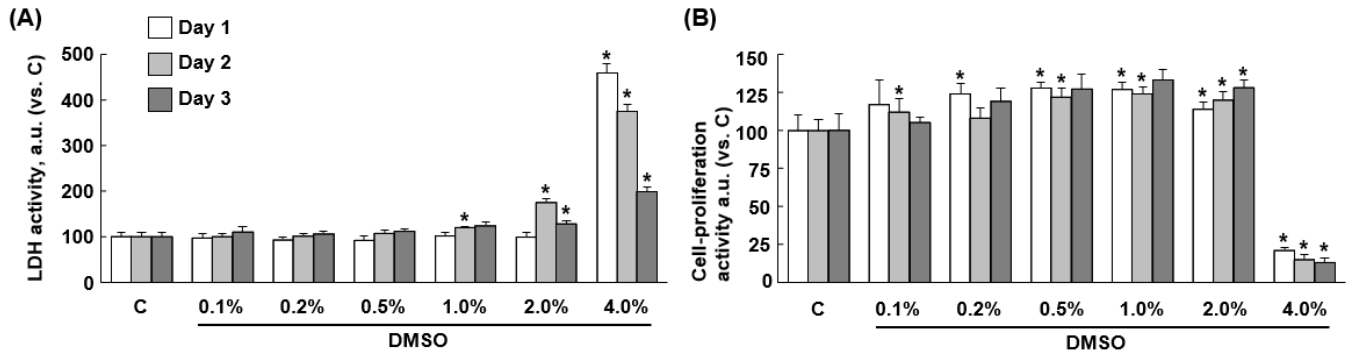 (A)
LDH activity, a.u. (vs. C)
500
400
300
200
100
0
Day 1
Day 2
Day 3
* * * * * *
C 0.1% 0.2% 0.5% 1.0% 2.0% 4.0%
DMSO
(B)
Cell-proliferation
activity a.u. (vs. C)
150
125
100
75
50
25
0
* * * * * * * * * * * *
C 0.1% 0.2% 0.5% 1.0% 2.0% 4.0%
DMSO